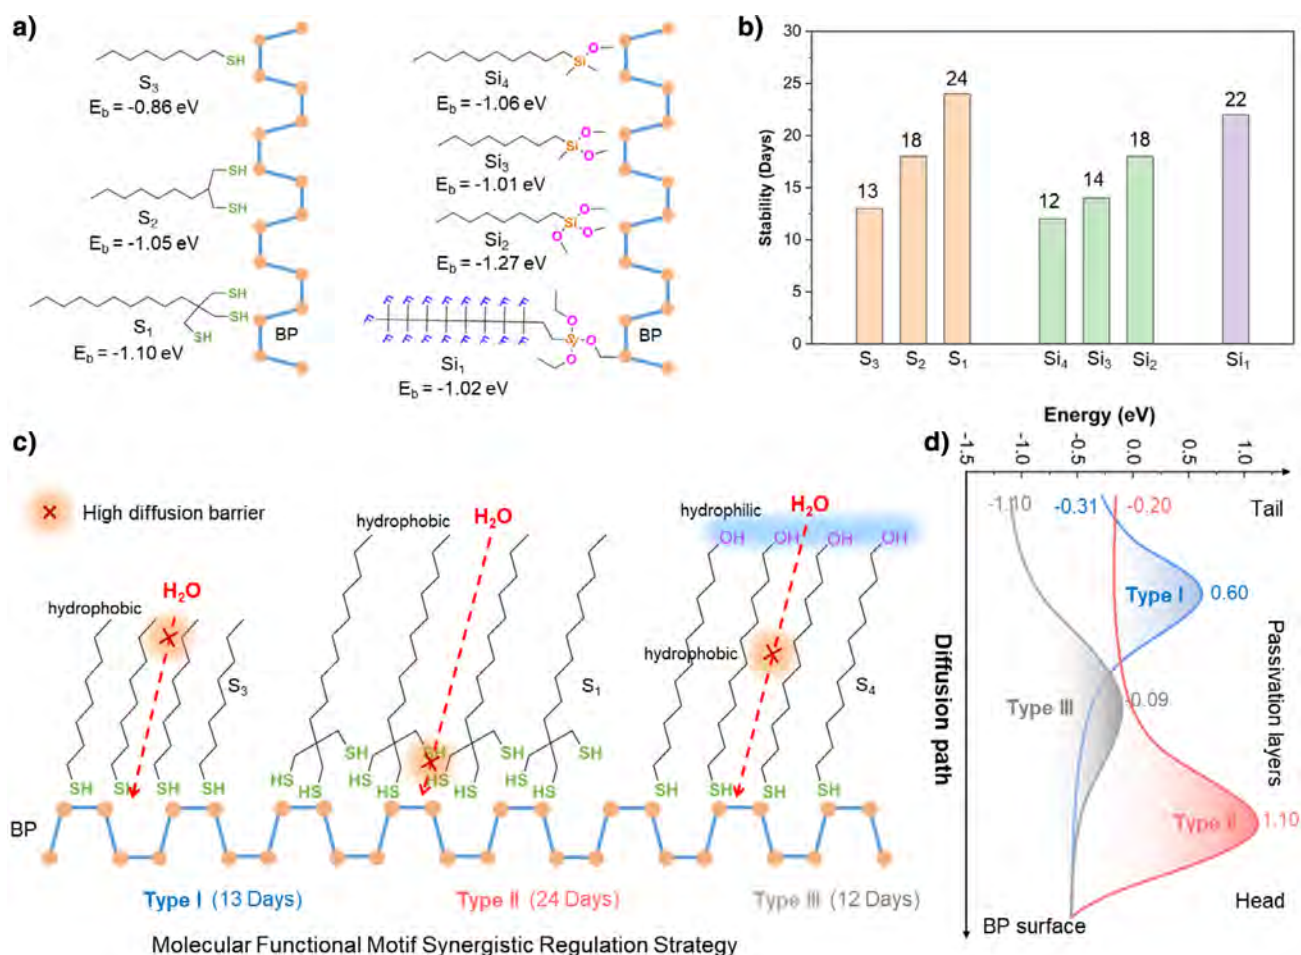 a)
SH
S3
Eb = -0.86 eV
SH
SH
S2
Eb = -1.05 eV
SH
SH
SH
S1
Eb = -1.10 eV
BP
O
Si
Si4
Eb = -1.06 eV
O
Si
O
Si3
Eb = -1.01 eV
O
Si
O
O
Si2
Eb = -1.27 eV
F F F F F F F
F
F F F F F F F
O
Si
O
O
Si1
Eb = -1.02 eV
BP
b)
Stability (Days)
30
25
20
15
10
5
0
13
18
24
12
14
18
22
S3
S2
S1
Si4
Si3
Si2
Si1
c)
High diffusion barrier
hydrophobic
H2O
S3
SH
SH
SH
SH
hydrophobic
H2O
S1
SH
SH
SH
SH
HS
HS
HS
HS
HS
HS
HS
HS
hydrophilic
H2O
OH
OH
OH
OH
hydrophobic
S4
SH
SH
SH
SH
BP
Type I (13 Days)
Type II (24 Days)
Type III (12 Days)
Molecular Functional Motif Synergistic Regulation Strategy
d)
Energy (eV)
-1.5
-1.0
-0.5
0.0
0.5
1.0
-1.10
-0.31
-0.20
Tail
Type I
0.60
Type III
-0.09
Type II
1.10
Diffusion path
Passivation layers
Head
BP surface